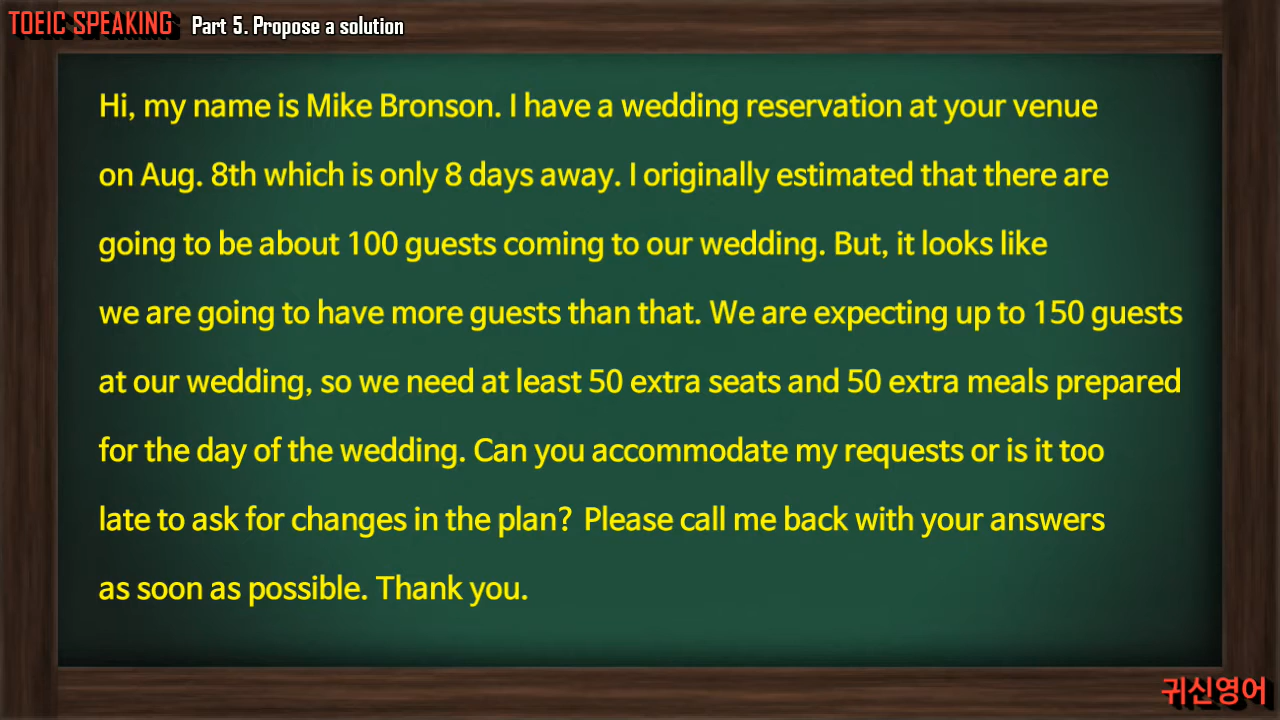 TOEIC SPEAKING Part 5. Propose a solution
Hi, my name is Mike Bronson. I have a wedding reservation at your venue
on Aug. 8th which is only 8 days away. I originally estimated that there are
going to be about 100 guests coming to our wedding. But, it looks like
we are going to have more guests than that. We are expecting up to 150 guests
at our wedding, so we need at least 50 extra seats and 50 extra meals prepared
for the day of the wedding. Can you accommodate my requests or is it too
late to ask for changes in the plan? Please call me back with your answers
as soon as possible. Thank you.
귀신영어